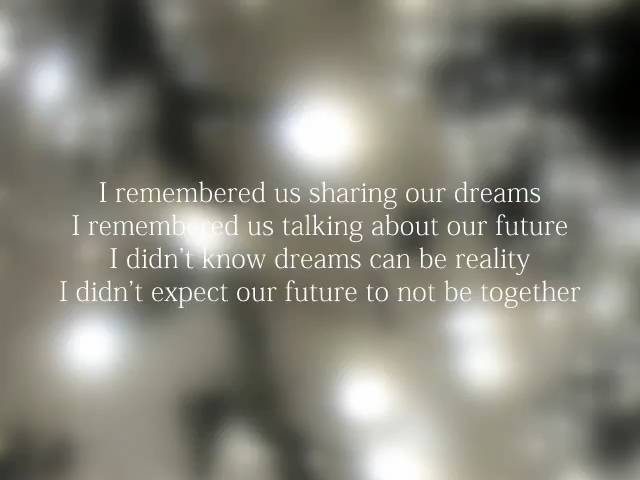 I remembered us sharing our dreams
I remembered us talking about our future
I didn’t know dreams can be reality
I didn’t expect our future to not be together